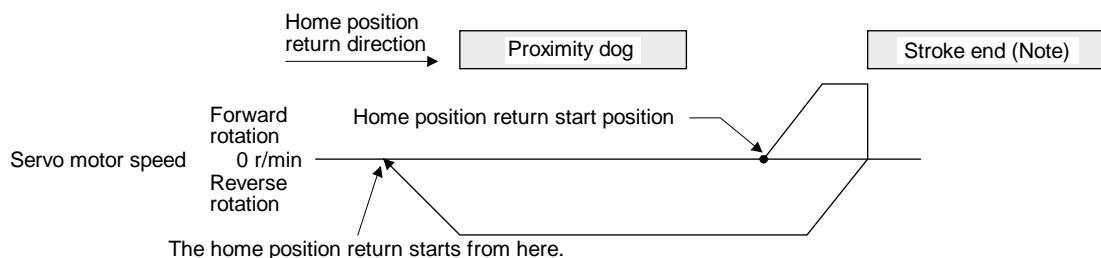 Home position
return direction
Proximity dog
Stroke end (Note)
Forward
rotation
Home position return start position
Servo motor speed 0 r/min
Reverse
rotation
The home position return starts from here.